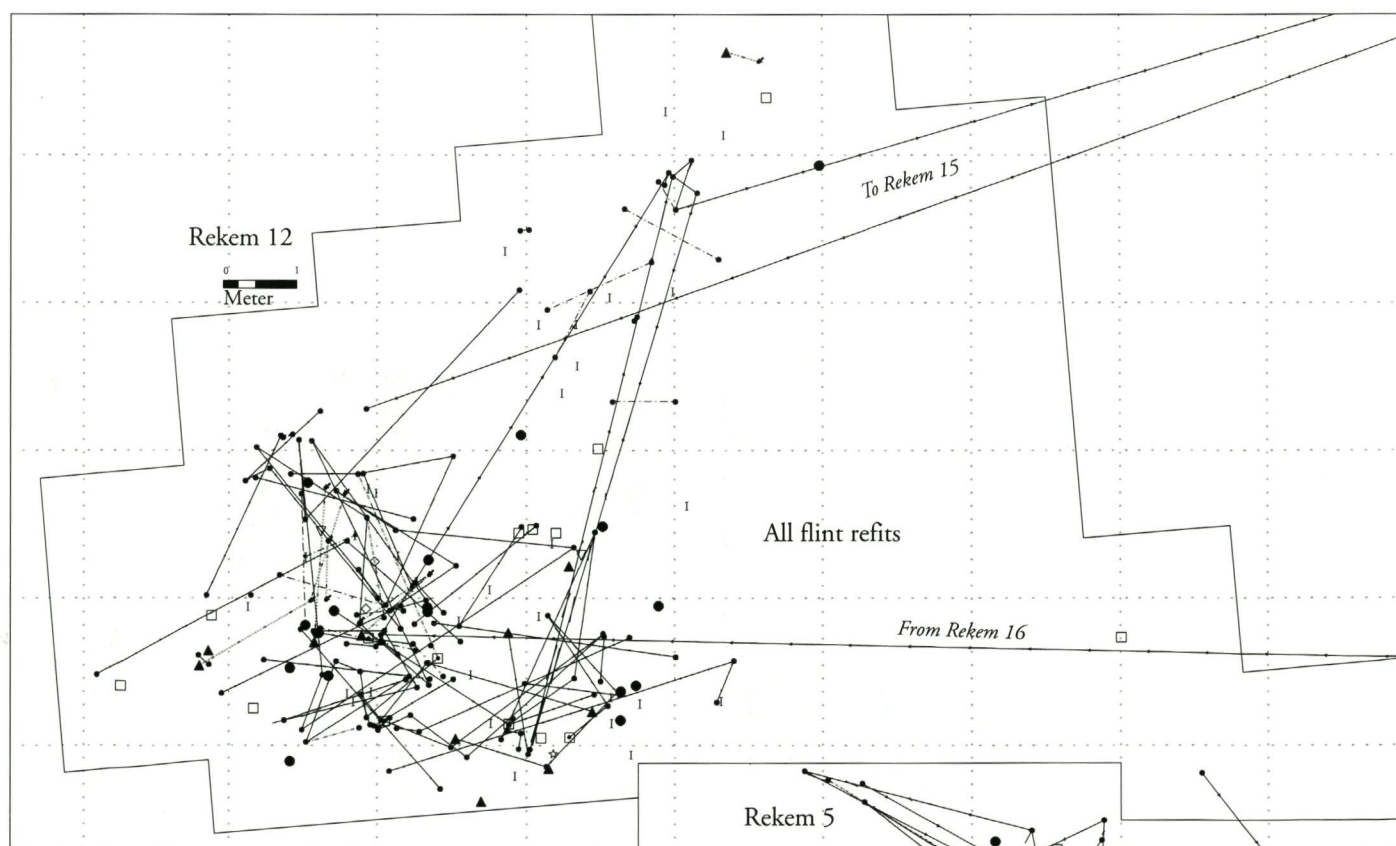 To Rekem 15
Rekem 12
0 1
Meter
All flint refits
From Rekem 16
Rekem 5